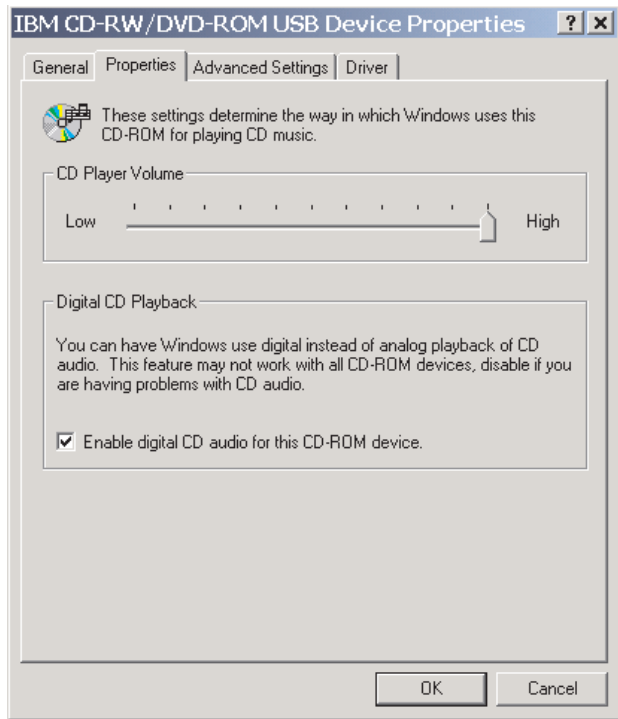 IBM CD-RW/DVD-ROM USB Device Properties ? ×
General Properties Advanced Settings Driver
These settings determine the way in which Windows uses this
CD-ROM for playing CD music.
CD Player Volume
Low High
Digital CD Playback
You can have Windows use digital instead of analog playback of CD
audio. This feature may not work with all CD-ROM devices, disable if you
are having problems with CD audio.
Enable digital CD audio for this CD-ROM device.
OK Cancel